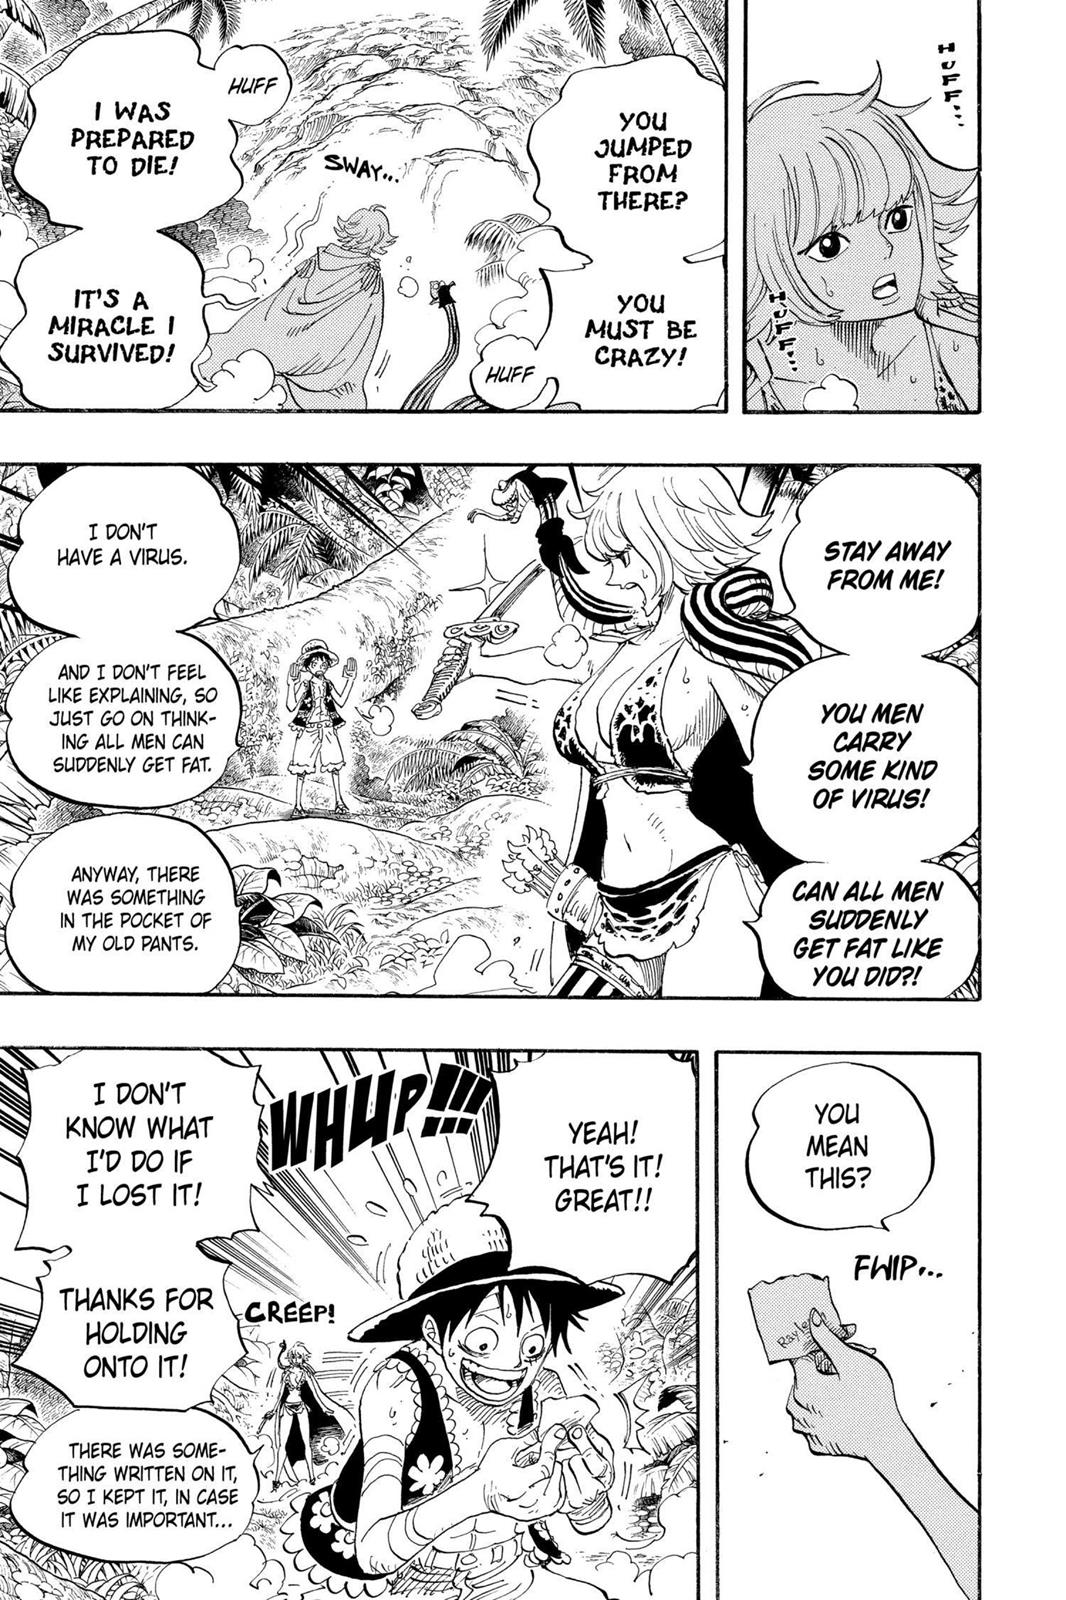 HUFF...
HUFF...
YOU
JUMPED
FROM
THERE?
YOU
MUST BE
CRAZY!
HUFF
SWAY...
HUFF
I WAS
PREPARED
TO DIE!
IT'S A
MIRACLE I
SURVIVED!
STAY AWAY
FROM ME!
YOU MEN
CARRY
SOME KIND
OF VIRUS!
CAN ALL MEN
SUDDENLY
GET FAT LIKE
YOU DID?!
I DON'T
HAVE A VIRUS.
AND I DON'T FEEL
LIKE EXPLAINING, SO
JUST GO ON THINK-
ING ALL MEN CAN
SUDDENLY GET FAT.
ANYWAY, THERE
WAS SOMETHING
IN THE POCKET OF
MY OLD PANTS.
YOU
MEAN
THIS?
FWIP...
Rayle
YEAH!
THAT'S IT!
GREAT!!
WHUP!!!
CREEP!
I DON'T
KNOW WHAT
I'D DO IF
I LOST IT!
THANKS FOR
HOLDING
ONTO IT!
THERE WAS SOME-
THING WRITTEN ON IT,
SO I KEPT IT, IN CASE
IT WAS IMPORTANT...